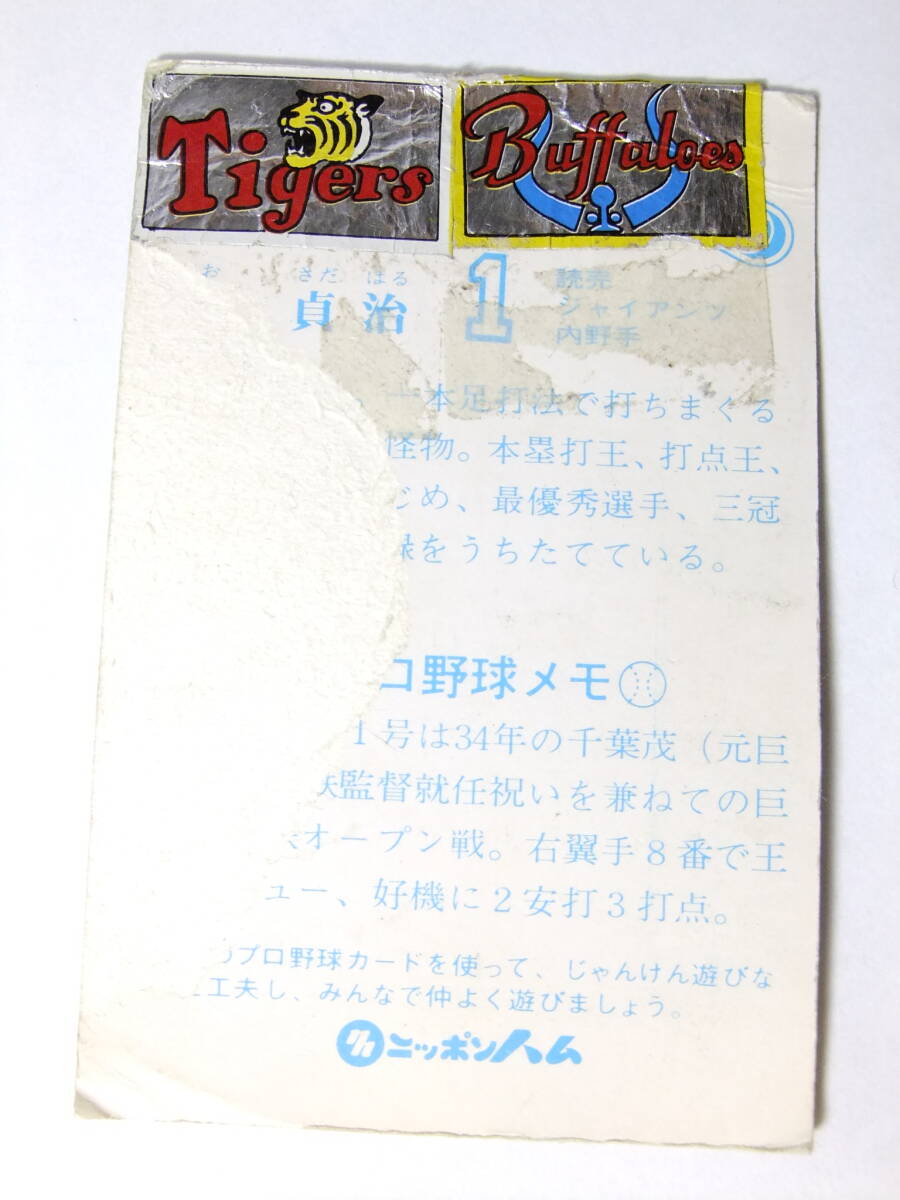 Tigers
Buffaloes
お さだ はる
貞治
1
読売
ジャイアンツ
内野手
一本足打法で打ちまくる
怪物。本塁打王、打点王、
じめ、最優秀選手、三冠
録をうちたてている。
ロ野球メモ
1号は34年の千葉茂（元巨
鉄監督就任祝いを兼ねての巨
オープン戦。右翼手8番で王
ュー、好機に2安打3打点。
プロ野球カードを使って、じゃんけん遊びな
工夫し、みんなで仲よく遊びましょう。
ニッポンハム